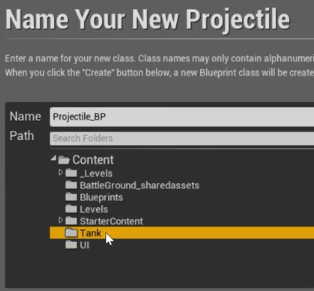 Name Your New Projectile
Enter a name for your new class. Class names may only contain alphanumeri
When you click the "Create" button below, a new Blueprint class will be create
Name Projectile_BP
Path Search Folders
Content
_Levels
BattleGround_sharedassets
Blueprints
Levels
StarterContent
Tank
UI